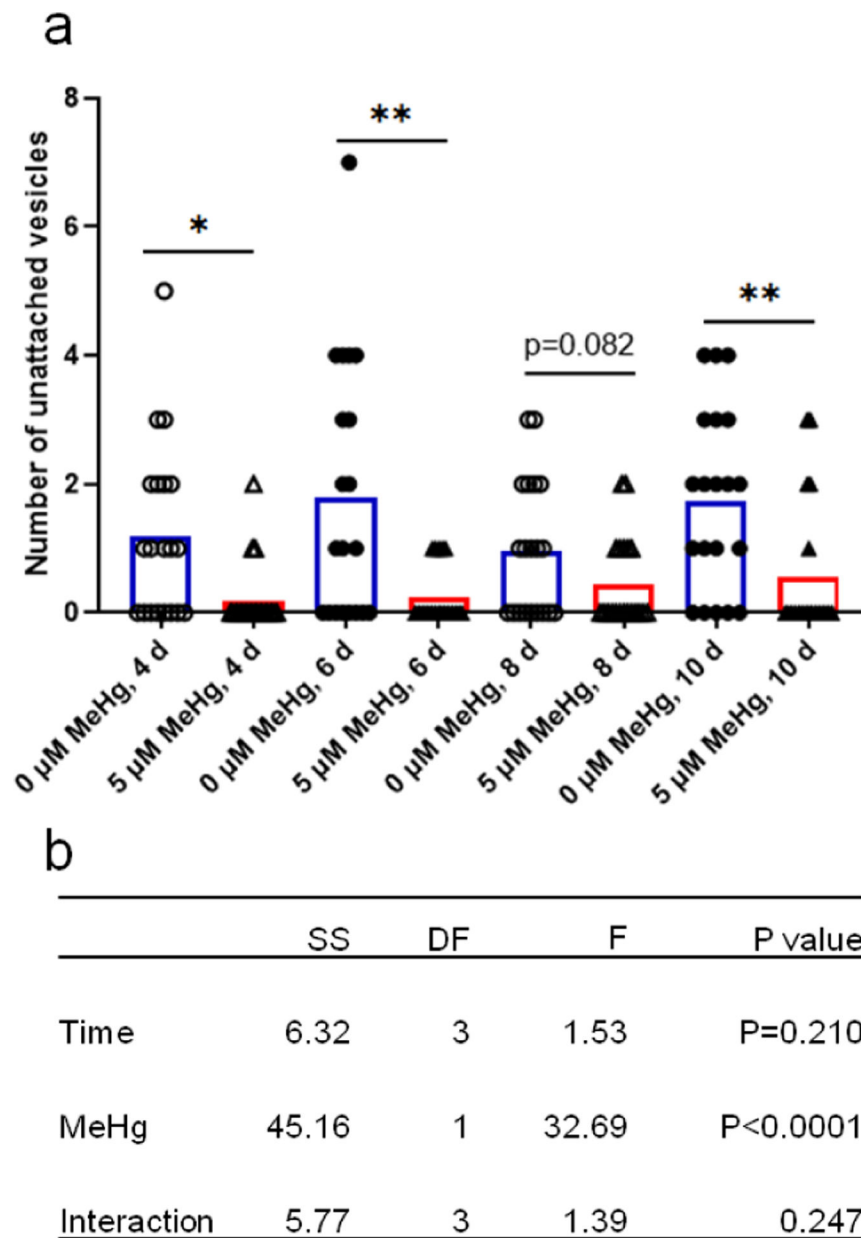 a
Number of unattached vesicles
8
6
4
2
0
*
**
p=0.082
**
0 µM MeHg, 4 d
5 µM MeHg, 4 d
0 µM MeHg, 6 d
5 µM MeHg, 6 d
0 µM MeHg, 8 d
5 µM MeHg, 8 d
0 µM MeHg, 10 d
5 µM MeHg, 10 d
b
SS DF F P value
Time 6.32 3 1.53 P=0.210
MeHg 45.16 1 32.69 P<0.0001
Interaction 5.77 3 1.39 0.247